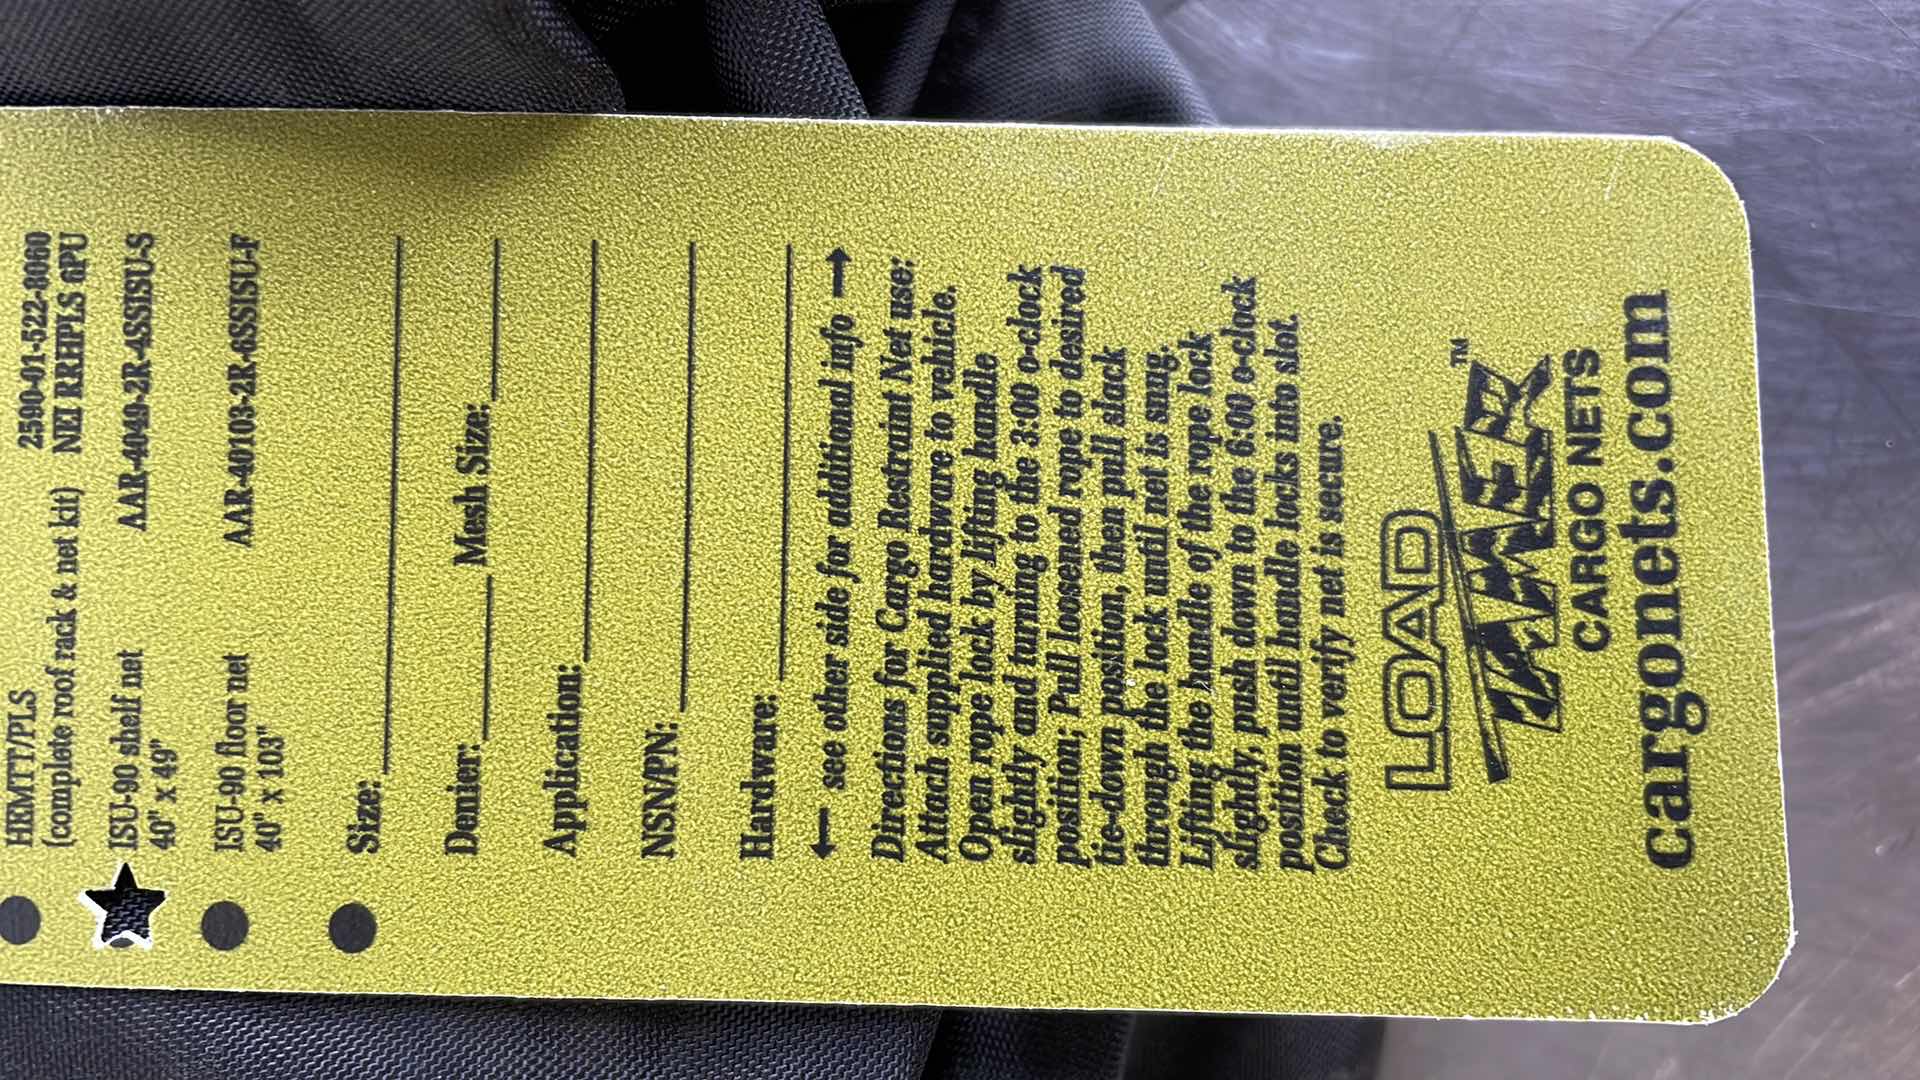 HEMTT/PLS 2590-01-522-8060
(complete roof rack & net kit) NEI RRHPLS GPU
ISU-90 shelf net AAR-4049-2R-4SSISU-S
40" x 49"
ISU-90 floor net AAR-40103-2R-6SSISU-F
40" x 103"
Size:
Denier: Mesh Size:
Application:
NSN/PN:
Hardware:
← see other side for additional info →
Directions for Cargo Restraint Net use:
Attach supplied hardware to vehicle.
Open rope lock by lifting handle
slightly and turning to the 3:00 o-clock
position; Pull loosened rope to desired
tie-down position, then pull slack
through the lock until net is snug.
Lifting the handle of the rope lock
slightly, push down to the 6:00 o-clock
position until handle locks into slot.
Check to verify net is secure.
LOAD
TAMER™
CARGO NETS
cargonets.com